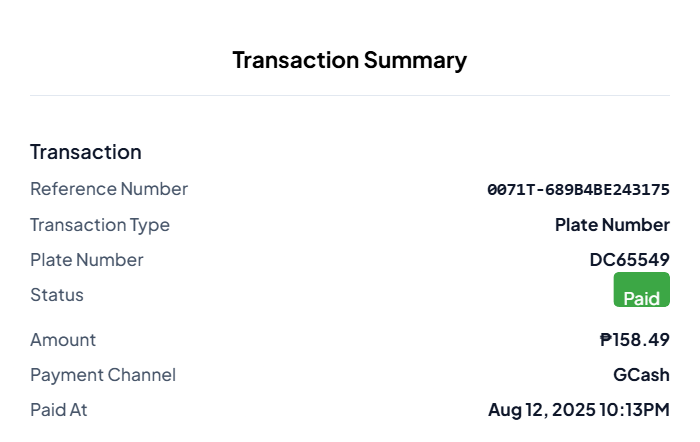 Transaction Summary
Transaction
Reference Number 0071T-689B4BE243175
Transaction Type Plate Number
Plate Number DC65549
Status Paid
Amount ₱158.49
Payment Channel GCash
Paid At Aug 12, 2025 10:13PM